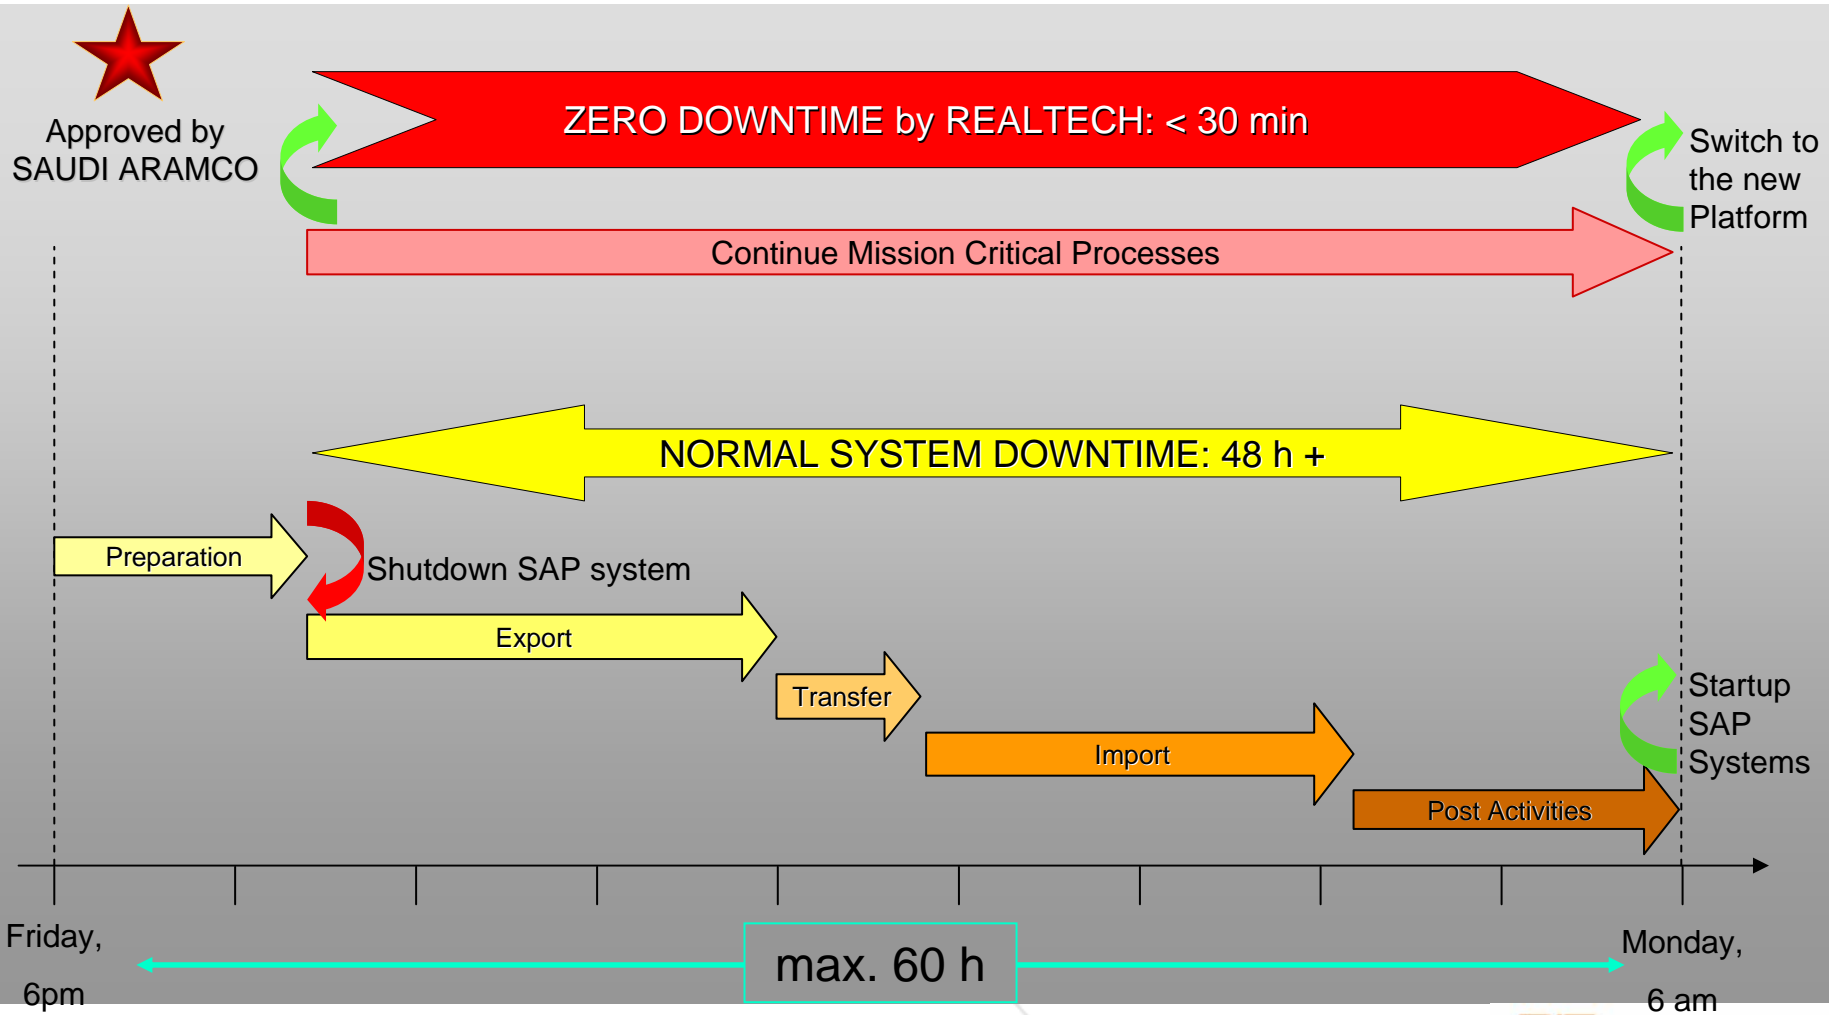 ZERO DOWNTIME by REALTECH: < 30 min
Approved by
SAUDI ARAMCO
Switch to
the new
Platform
Continue Mission Critical Processes
NORMAL SYSTEM DOWNTIME: 48 h +
Preparation
Shutdown SAP system
Export
Transfer
Startup
SAP
Systems
Import
Post Activities
Friday,
6pm
max. 60 h
Monday,
6 am